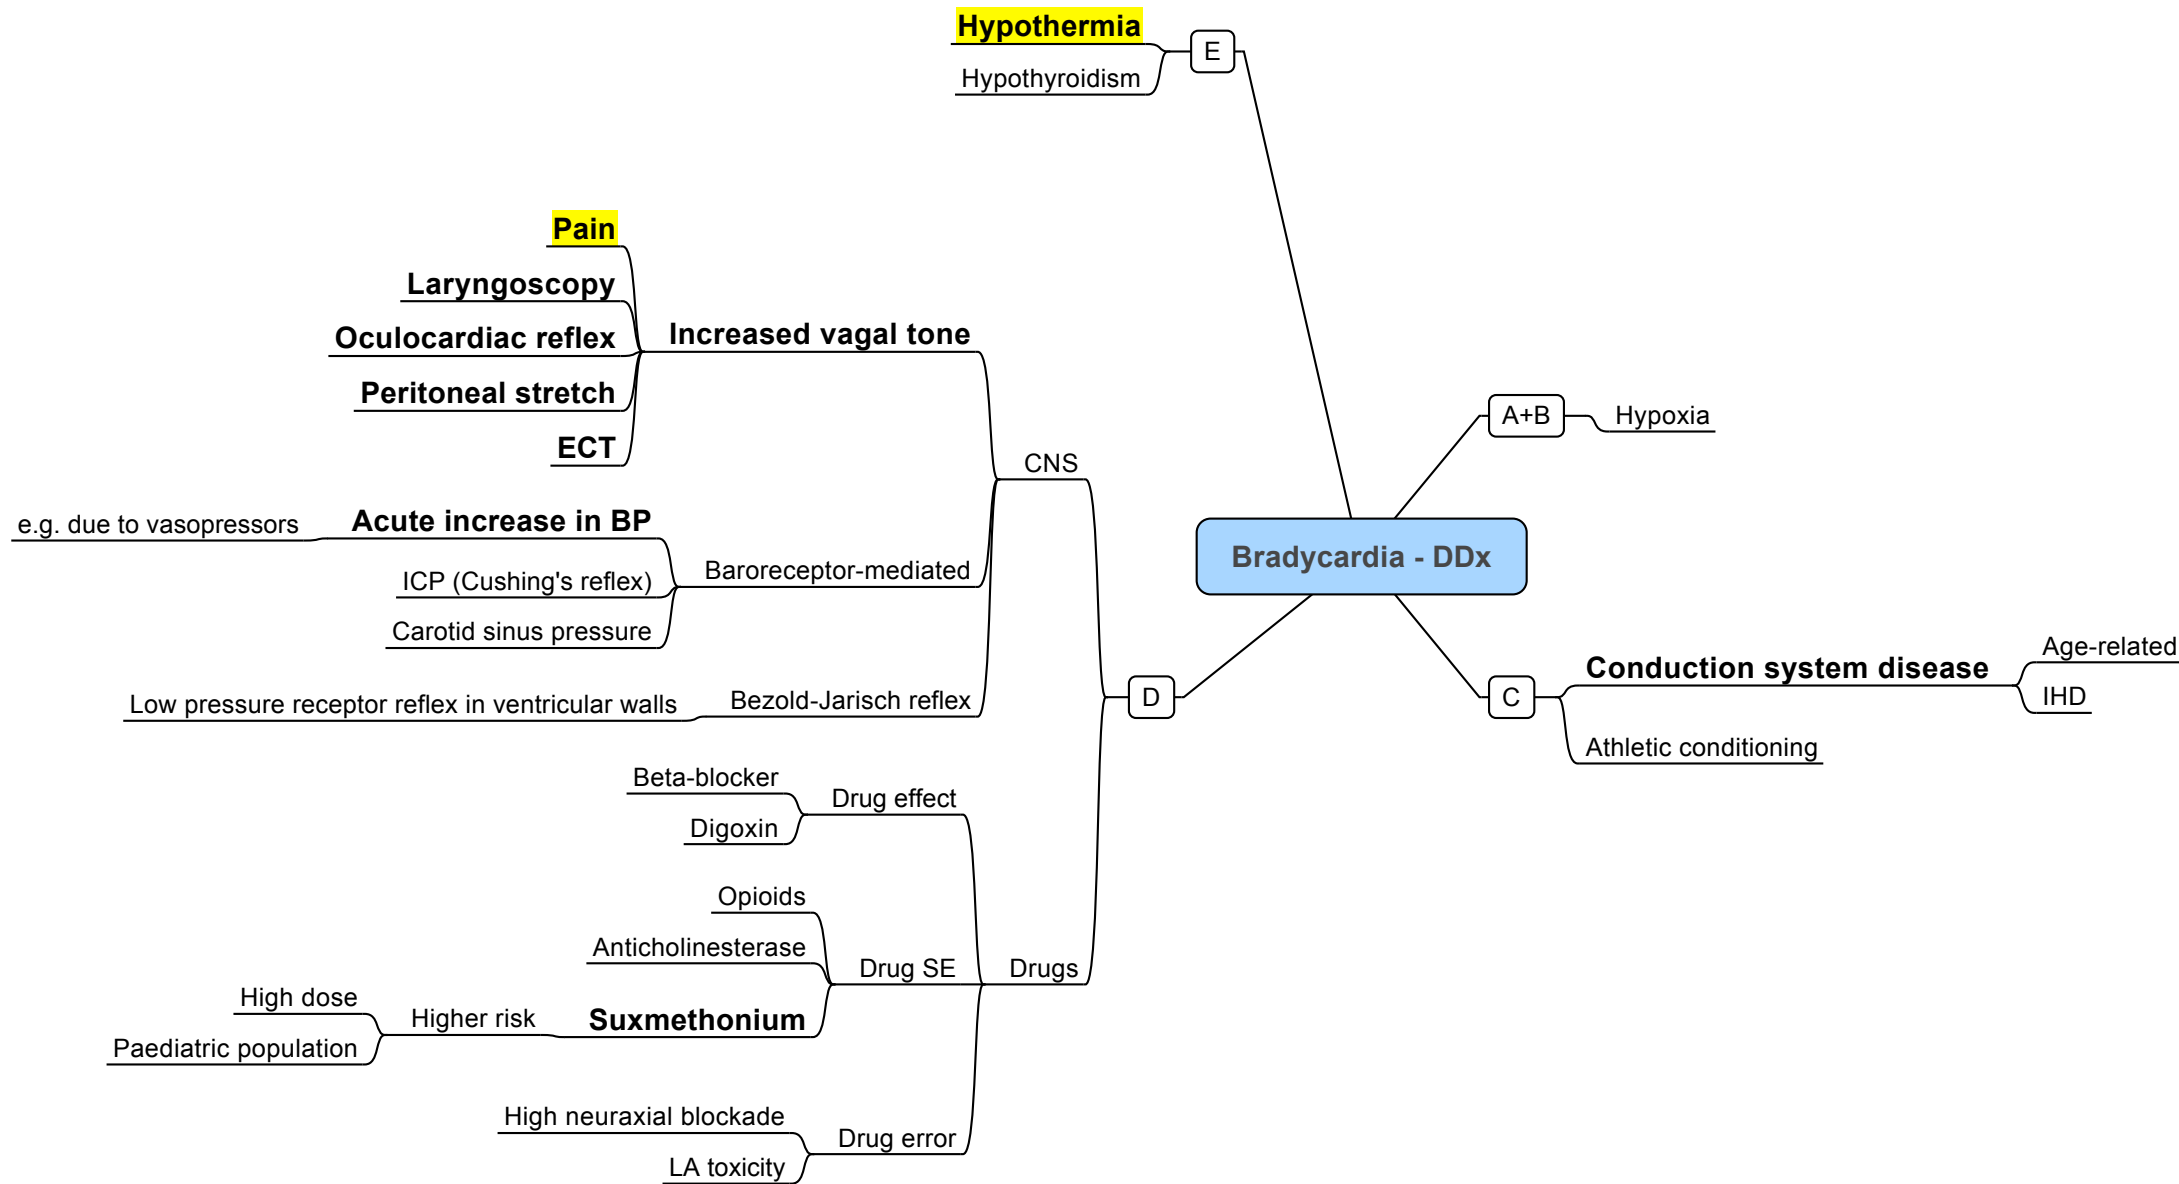 Hypothermia
E
Hypothyroidism
Pain
Laryngoscopy
Oculocardiac reflex
Increased vagal tone
Peritoneal stretch
ECT
CNS
A+B
Hypoxia
e.g. due to vasopressors
Acute increase in BP
ICP (Cushing's reflex)
Baroreceptor-mediated
Carotid sinus pressure
Bradycardia - DDx
Low pressure receptor reflex in ventricular walls
Bezold-Jarisch reflex
D
C
Conduction system disease
Age-related
IHD
Athletic conditioning
Beta-blocker
Drug effect
Digoxin
Opioids
Anticholinesterase
Drug SE
Drugs
High dose
Higher risk
Suxmethonium
Paediatric population
High neuraxial blockade
Drug error
LA toxicity